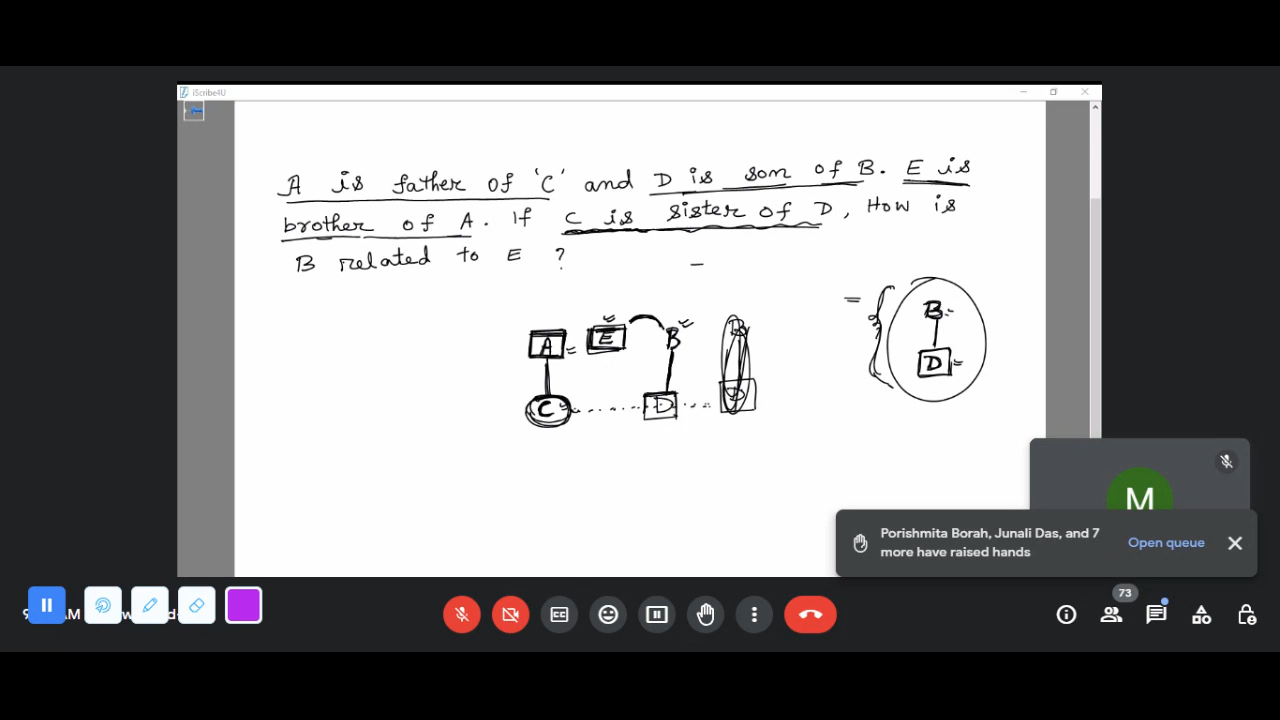 iScribe4U
A is father of 'C' and D is son of B. E is
brother of A. If C is sister of D, How is
B related to E ?
=
B
D
A E B B
C D D
M
Porishmita Borah, Junali Das, and 7
more have raised hands
Open queue
73